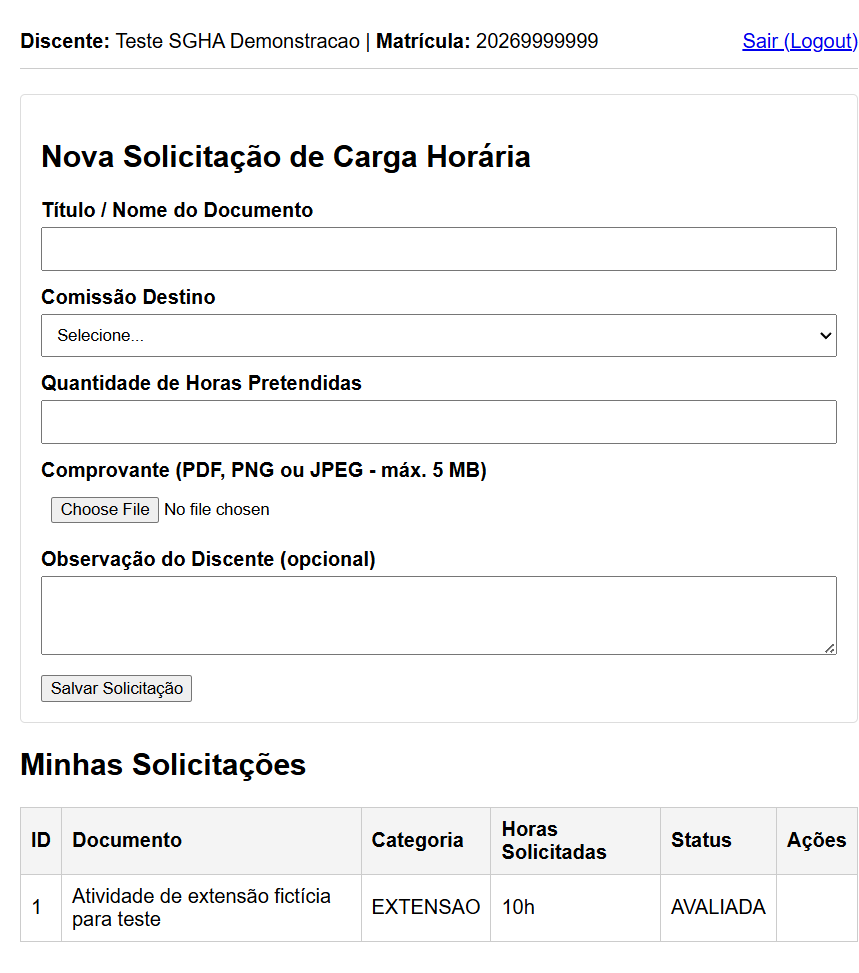 Discente: Teste SGHA Demonstracao | Matrícula: 20269999999 Sair (Logout)
Nova Solicitação de Carga Horária
Título / Nome do Documento
Comissão Destino
Selecione...
Quantidade de Horas Pretendidas
Comprovante (PDF, PNG ou JPEG - máx. 5 MB)
Choose File No file chosen
Observação do Discente (opcional)
Salvar Solicitação
Minhas Solicitações
ID Documento Categoria Horas Solicitadas Status Ações
1 Atividade de extensão fictícia para teste EXTENSAO 10h AVALIADA